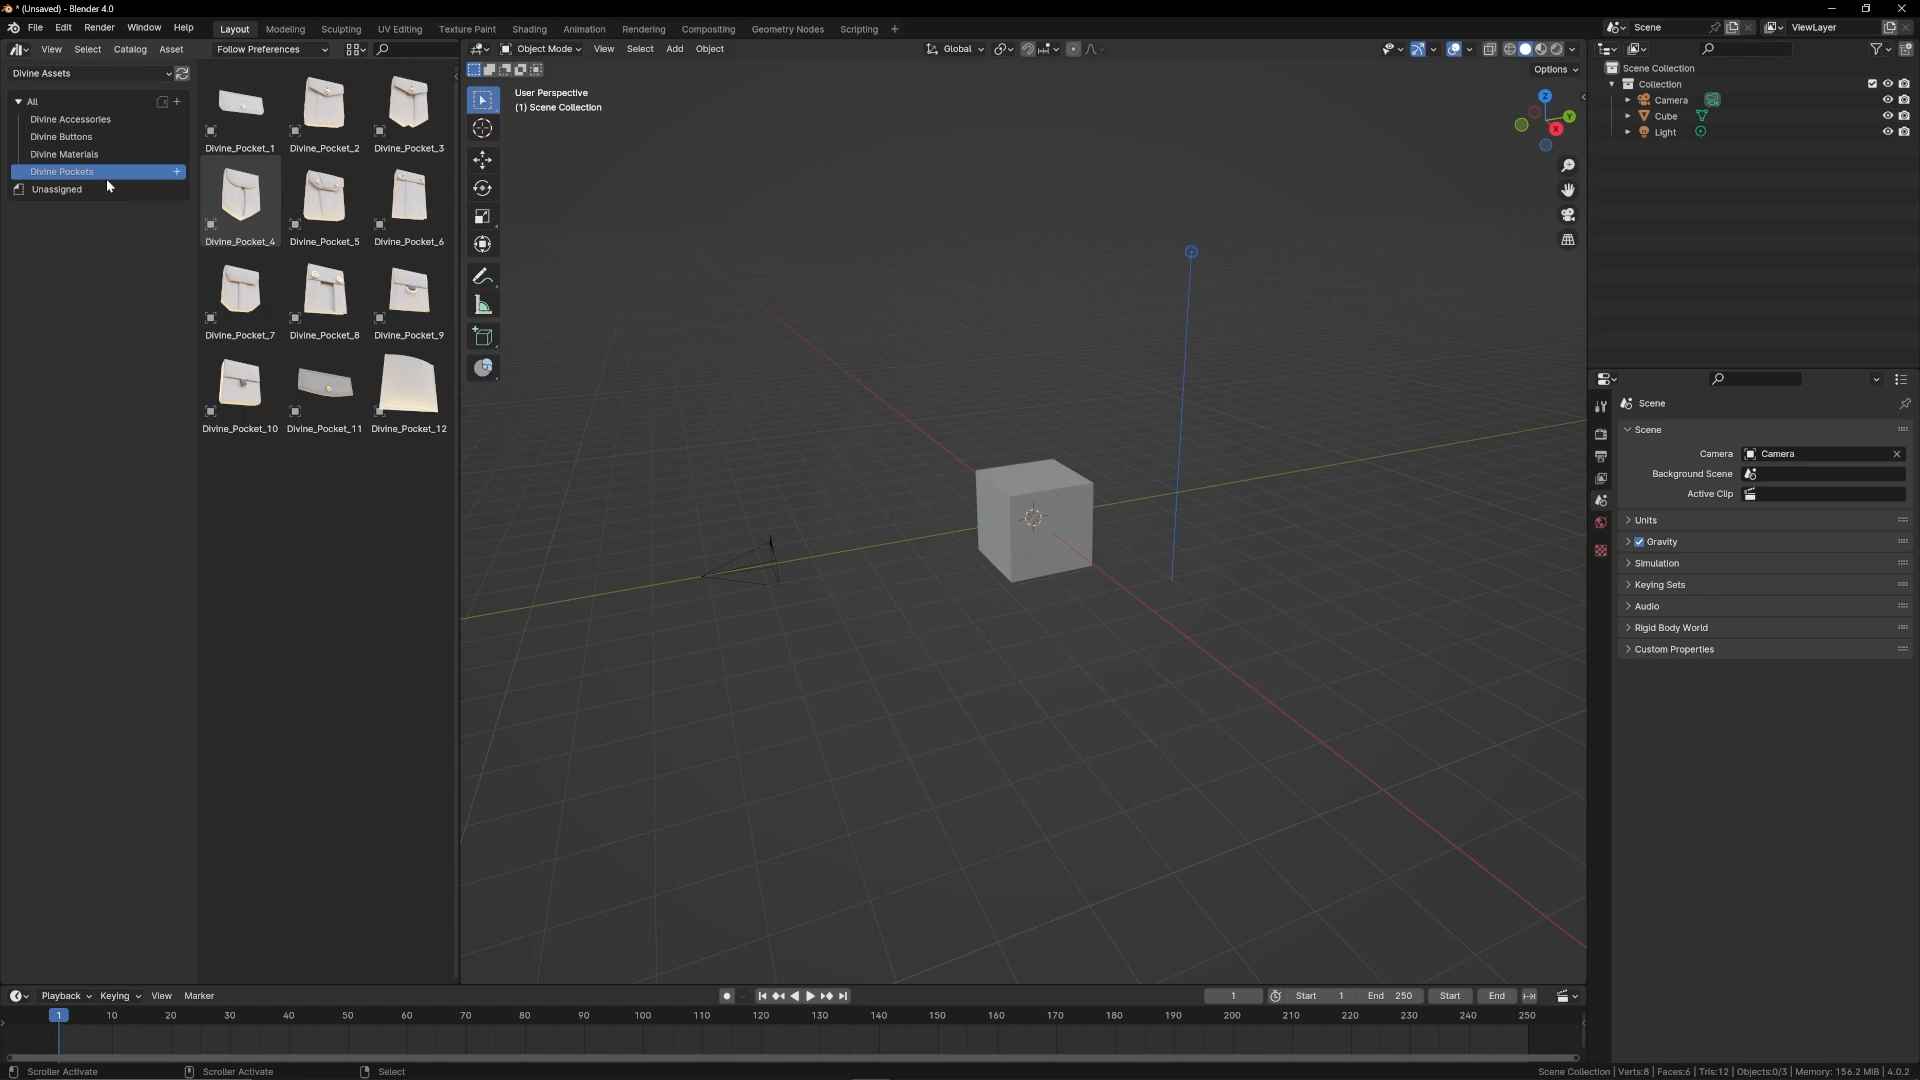 * (Unsaved) - Blender 4.0
File Edit Render Window Help
Layout Modeling Sculpting UV Editing Texture Paint Shading Animation Rendering Compositing Geometry Nodes Scripting +
Scene
ViewLayer
View Select Catalog Asset
Follow Preferences
Object Mode View Select Add Object
Global
Options
Divine Assets
All
Divine Accessories
Divine Buttons
Divine Materials
Divine Pockets
Unassigned
Divine_Pocket_1 Divine_Pocket_2 Divine_Pocket_3
Divine_Pocket_4 Divine_Pocket_5 Divine_Pocket_6
Divine_Pocket_7 Divine_Pocket_8 Divine_Pocket_9
Divine_Pocket_10 Divine_Pocket_11 Divine_Pocket_12
User Perspective
(1) Scene Collection
Z
Y
X
Scene Collection
Collection
Camera
Cube
Light
Scene
Scene
Camera Camera
Background Scene
Active Clip
Units
Gravity
Simulation
Keying Sets
Audio
Rigid Body World
Custom Properties
Playback Keying View Marker
1 Start 1 End 250 Start End
1 10 20 30 40 50 60 70 80 90 100 110 120 130 140 150 160 170 180 190 200 210 220 230 240 250
Scroller Activate Scroller Activate Select
Scene Collection | Verts:8 | Faces:6 | Tris:12 | Objects:0/3 | Memory: 156.2 MiB | 4.0.2